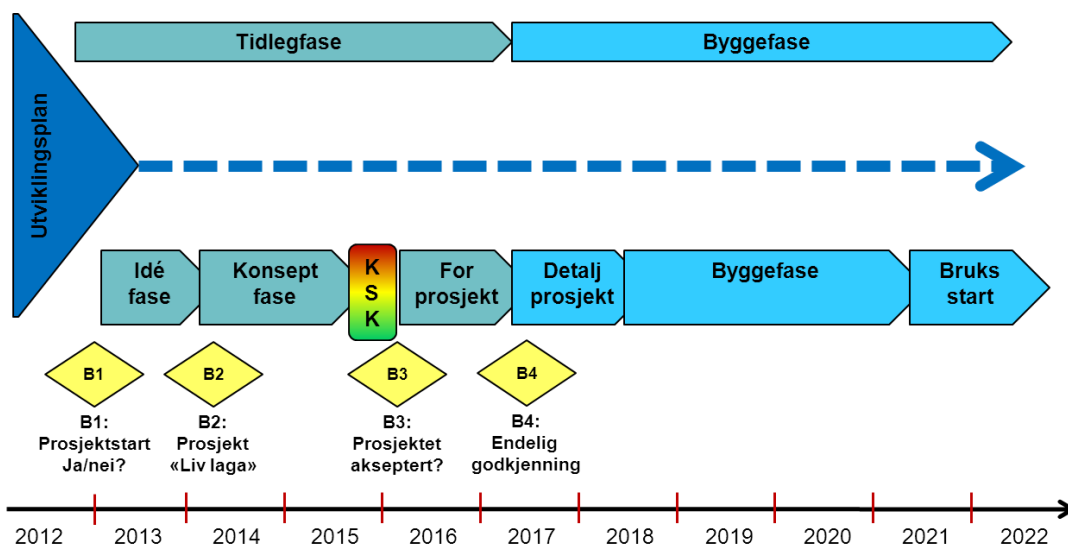 Tidlegfase
Byggefase
Utviklingsplan
Idé
fase
Konsept
fase
K
S
K
For
prosjekt
Detalj
prosjekt
Byggefase
Bruks
start
B1
B2
B3
B4
B1:
Prosjektstart
Ja/nei?
B2:
Prosjekt
«Liv laga»
B3:
Prosjektet
akseptert?
B4:
Endelig
godkjenning
2012 2013 2014 2015 2016 2017 2018 2019 2020 2021 2022